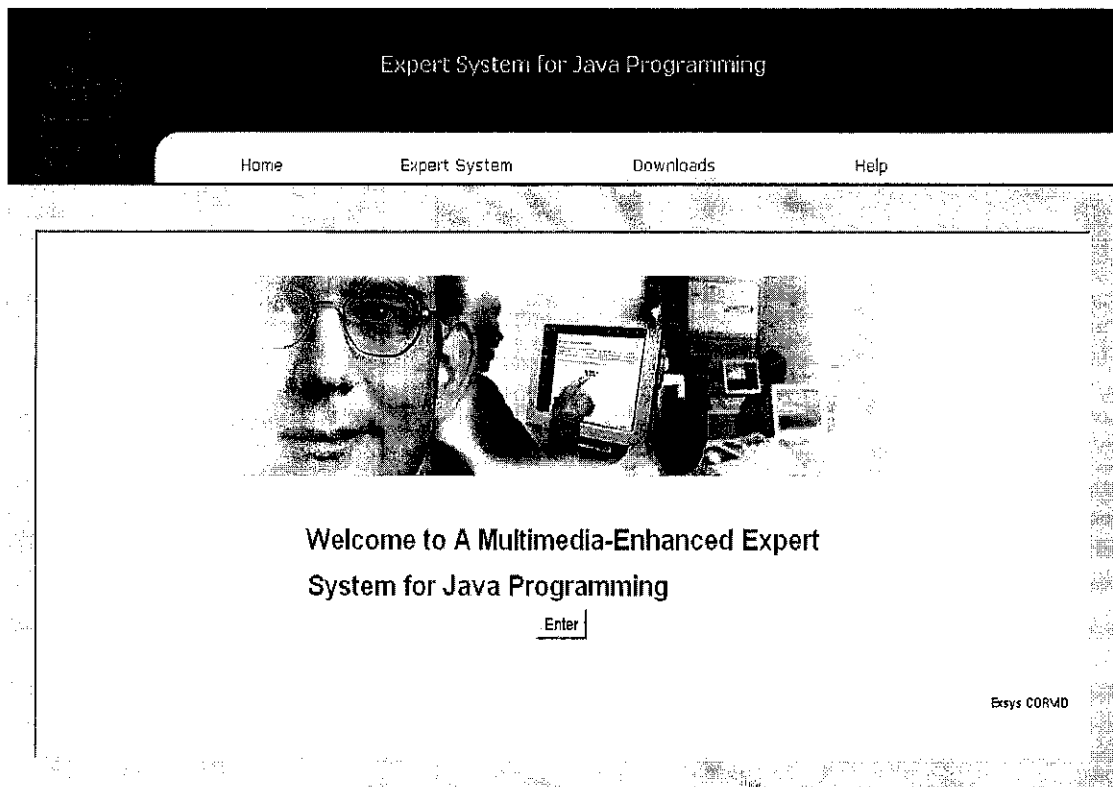 Expert System for Java Programming
Home Expert System Downloads Help
Welcome to A Multimedia-Enhanced Expert
System for Java Programming
Enter
Exsys CORVID